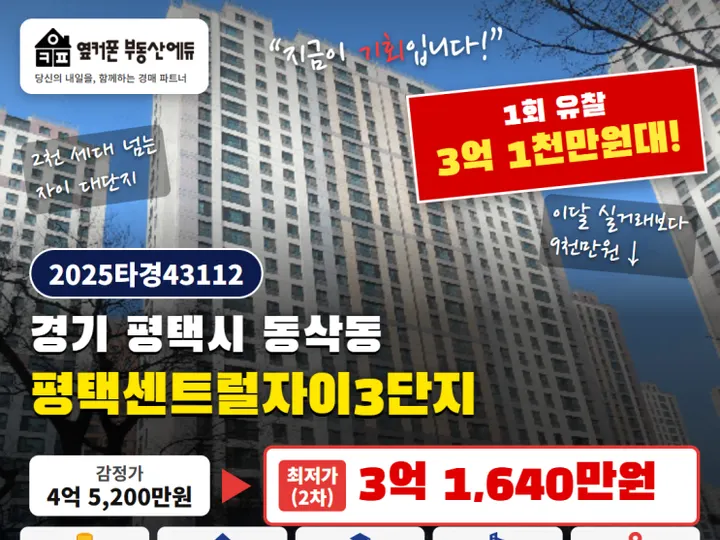 옆커폰 부동산에듀
당신의 내일을, 함께하는 경매 파트너
“지금이 기회입니다!”
1회 유찰
3억 1천만원대!
2천 세대 넘는
자이 대단지
이달 실거래보다
9천만원 ↓
2025타경43112
경기 평택시 동삭동
평택센트럴자이3단지
감정가
4억 5,200만원
최저가
(2차)
3억 1,640만원